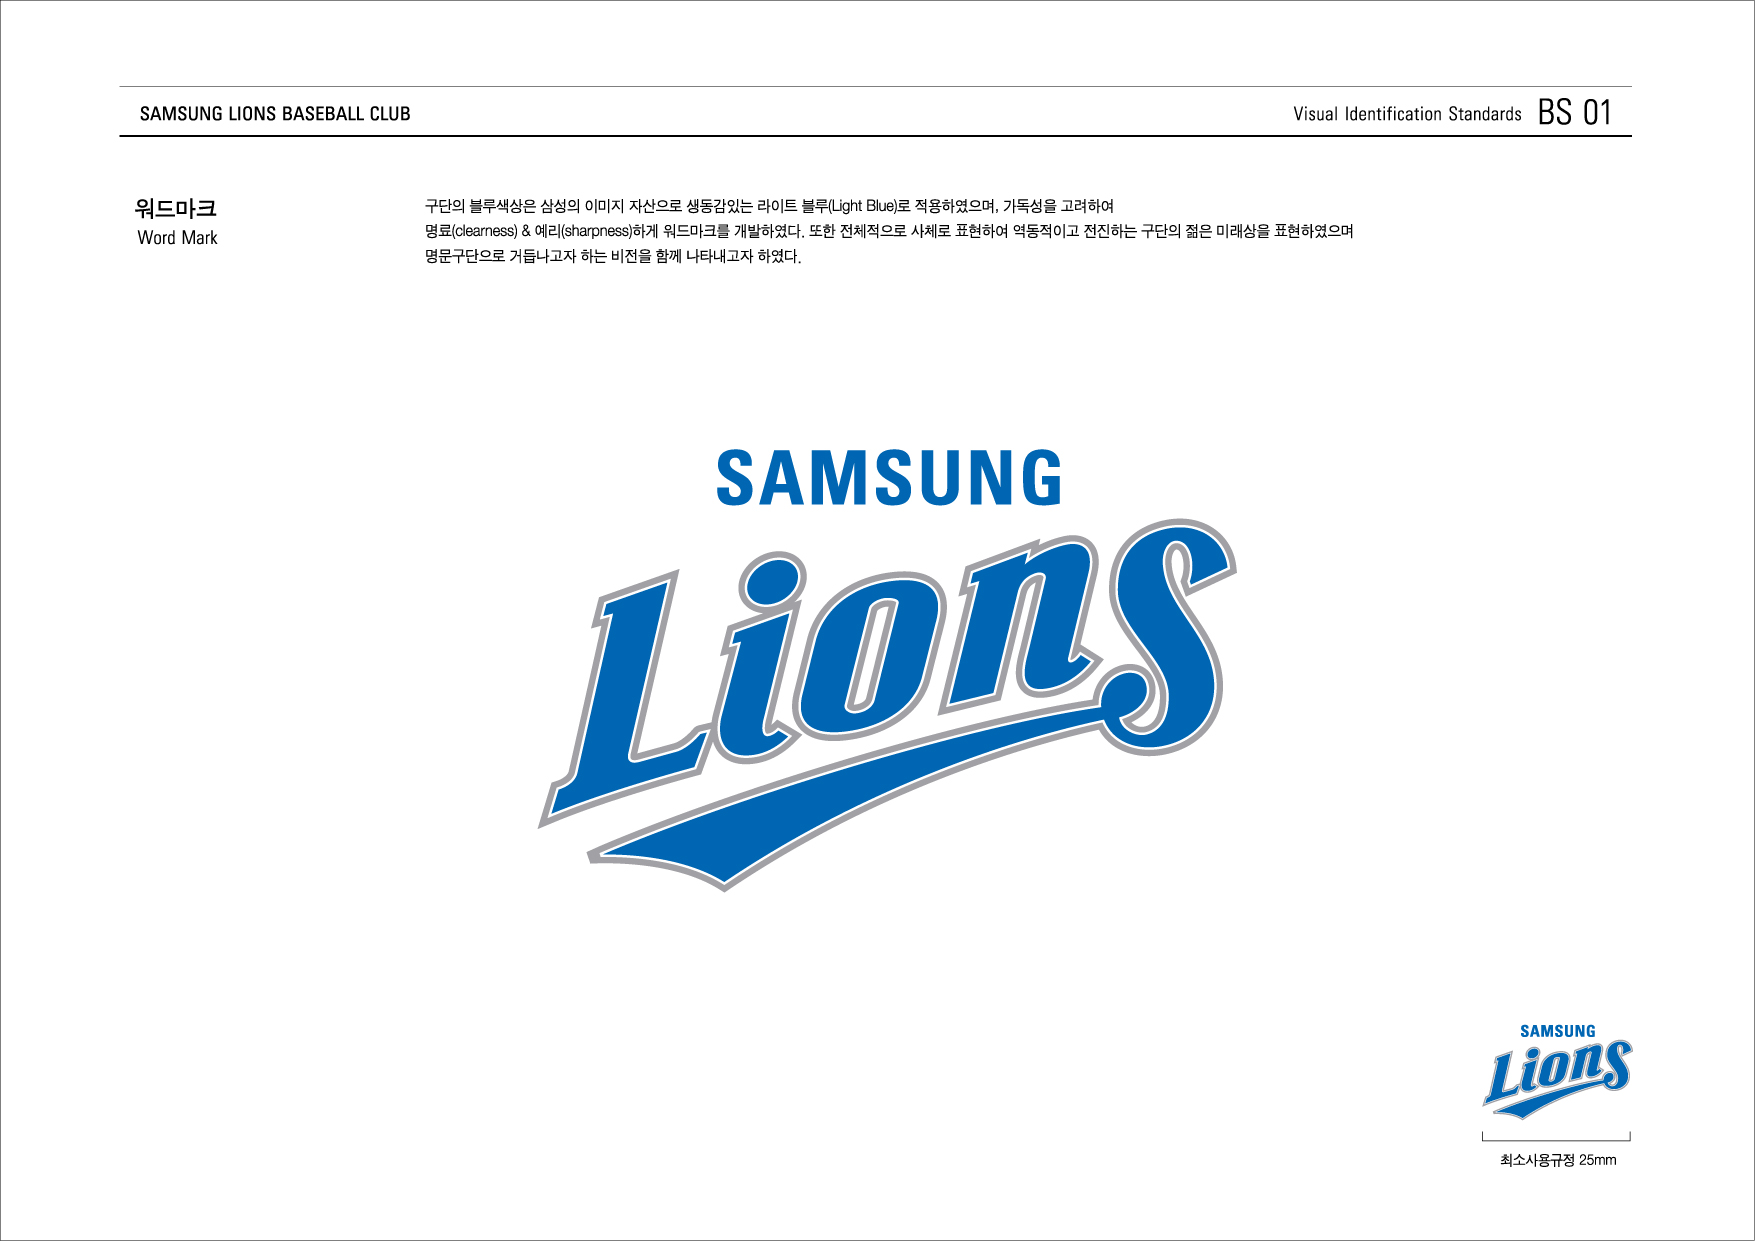 SAMSUNG LIONS BASEBALL CLUB
Visual Identification Standards BS 01
워드마크
Word Mark
구단의 블루색상은 삼성의 이미지 자산으로 생동감있는 라이트 블루(Light Blue)로 적용하였으며, 가독성을 고려하여
명료(clearness) & 예리(sharpness)하게 워드마크를 개발하였다. 또한 전체적으로 사체로 표현하여 역동적이고 전진하는 구단의 젊은 미래상을 표현하였으며
명문구단으로 거듭나고자 하는 비전을 함께 나타내고자 하였다.
SAMSUNG
Lions
SAMSUNG
Lions
최소사용규정 25mm